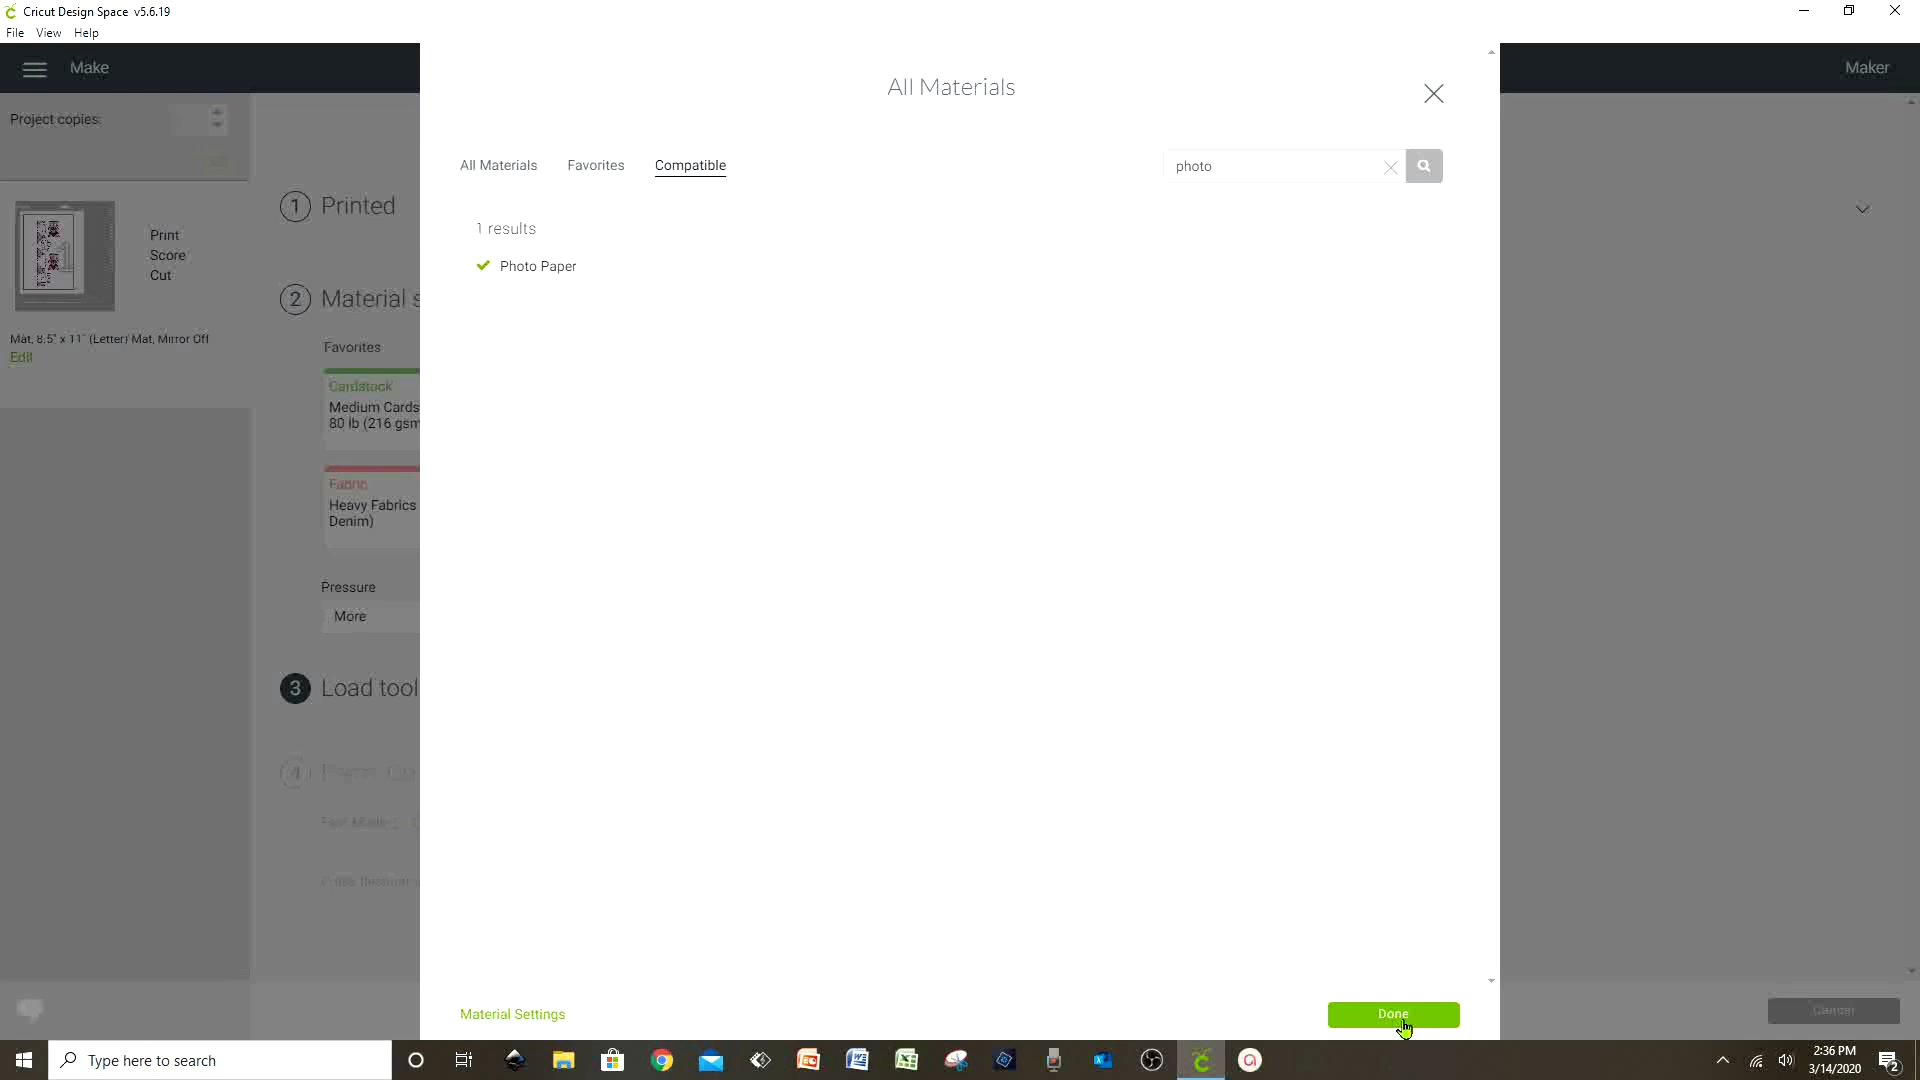 Cricut Design Space v5.6.19
File View Help
Make
Maker
Project copies:
Print
Score
Cut
Mat, 8.5" x 11" (Letter) Mat, Mirror Off
Edit
1 Printed
2 Material s
Favorites
Cardstock
Medium Cards
80 lb (216 gsm
Fabric
Heavy Fabrics
Denim)
Pressure
More
3 Load tool
4
All Materials
All Materials Favorites Compatible
photo
1 results
Photo Paper
Material Settings
Done
Cancel
Type here to search
2:36 PM
3/14/2020
2